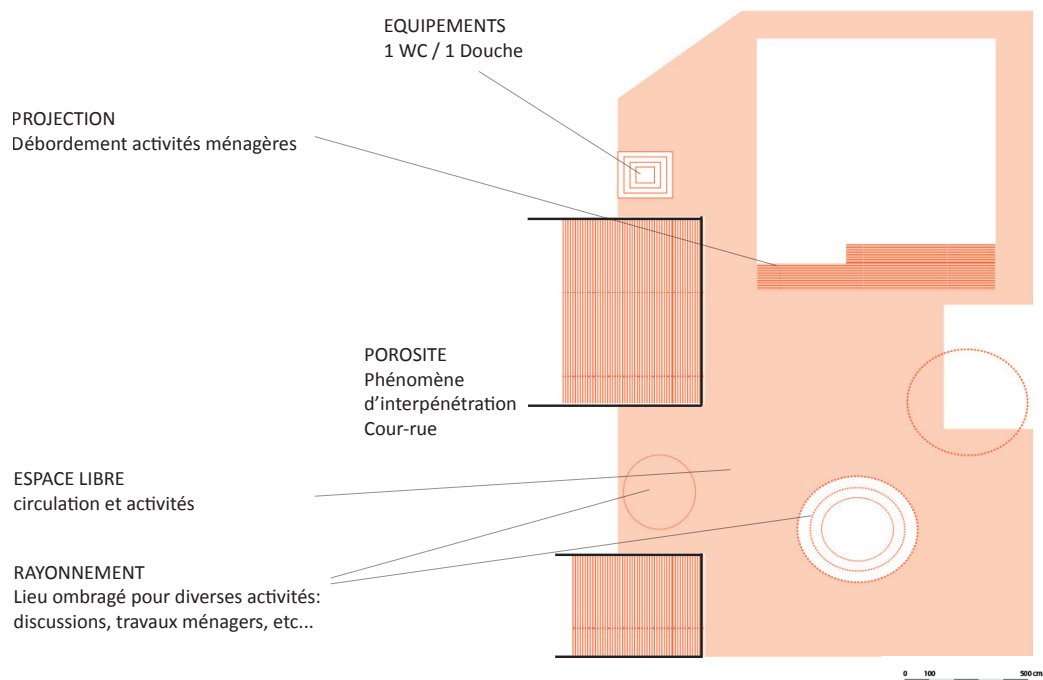 EQUIPEMENTS
1 WC / 1 Douche
PROJECTION
Débordement activités ménagères
POROSITE
Phénomène
d’interpénétration
Cour-rue
ESPACE LIBRE
circulation et activités
RAYONNEMENT
Lieu ombragé pour diverses activités:
discussions, travaux ménagers, etc...
0 100 500 cm